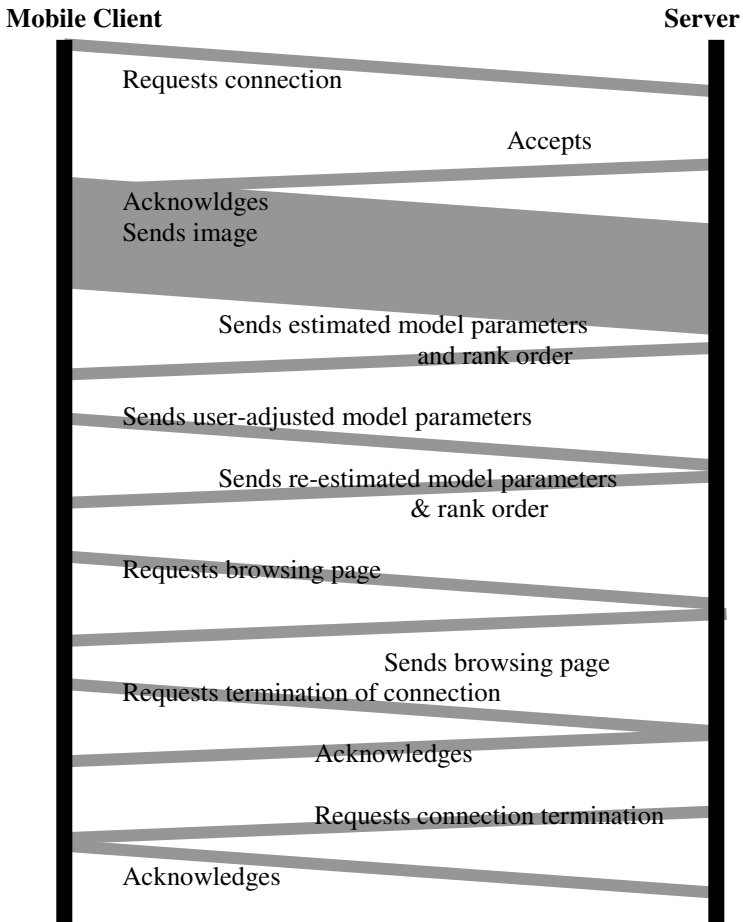 Mobile Client
Server
Requests connection
Accepts
Acknowldges
Sends image
Sends estimated model parameters
and rank order
Sends user-adjusted model parameters
Sends re-estimated model parameters
& rank order
Requests browsing page
Sends browsing page
Requests termination of connection
Acknowledges
Requests connection termination
Acknowledges